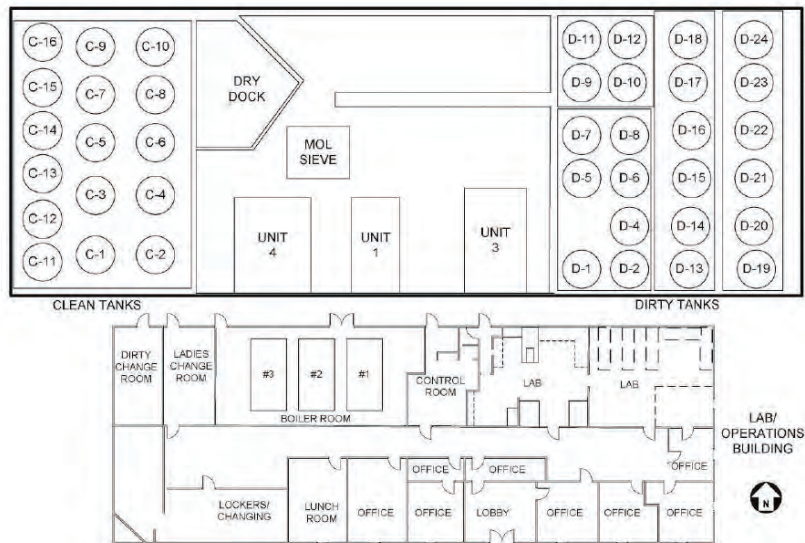 C-16
C-9
C-10
C-15
C-7
C-8
C-14
C-5
C-6
C-13
C-3
C-4
C-12
C-11
C-1
C-2
DRY
DOCK
MOL
SIEVE
UNIT
4
UNIT
1
UNIT
3
D-11
D-12
D-9
D-10
D-7
D-8
D-5
D-6
D-4
D-1
D-2
D-18
D-17
D-16
D-15
D-14
D-13
D-24
D-23
D-22
D-21
D-20
D-19
CLEAN TANKS
DIRTY TANKS
DIRTY
CHANGE
ROOM
LADIES
CHANGE
ROOM
#3
#2
#1
BOILER ROOM
CONTROL
ROOM
LAB
LAB
LAB/
OPERATIONS
BUILDING
OFFICE
OFFICE
OFFICE
LOCKERS/
CHANGING
LUNCH
ROOM
OFFICE
OFFICE
LOBBY
OFFICE
OFFICE
OFFICE
N